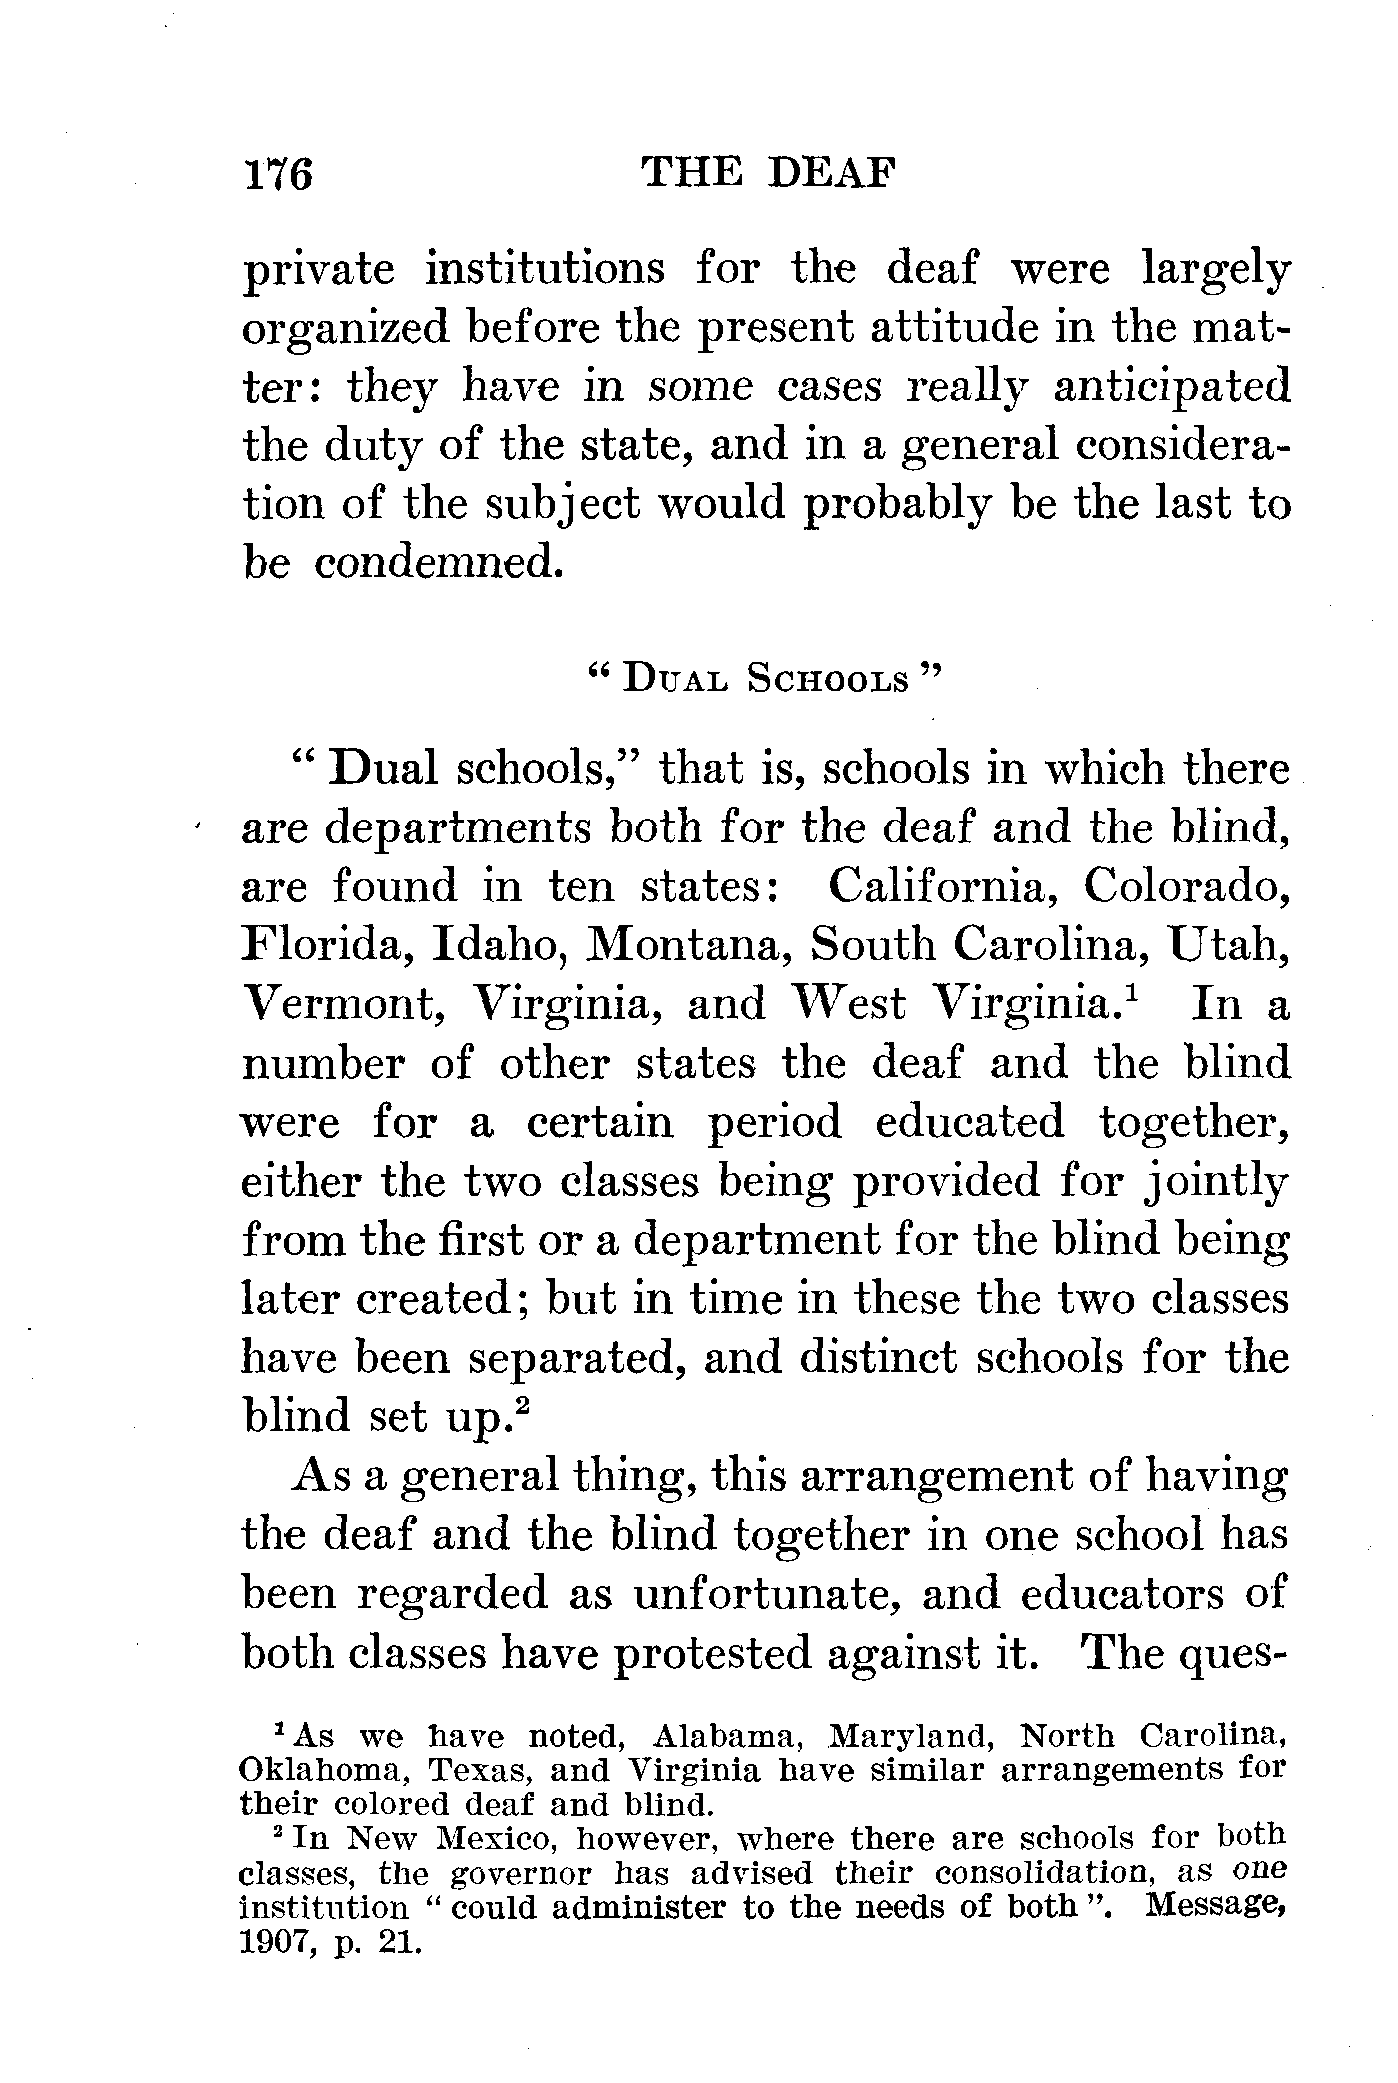 176 THE DEAF
private institutions for the deaf were largely
organized before the present attitude in the mat-
ter: they have in some cases really anticipated
the duty of the state, and in a general considera-
tion of the subject would probably be the last to
be condemned.
“ Dual Schools ”
“ Dual schools,” that is, schools in which there
are departments both for the deaf and the blind,
are found in ten states: California, Colorado,
Florida, Idaho, Montana, South Carolina, Utah,
Vermont, Virginia, and West Virginia.¹ In a
number of other states the deaf and the blind
were for a certain period educated together,
either the two classes being provided for jointly
from the first or a department for the blind being
later created; but in time in these the two classes
have been separated, and distinct schools for the
blind set up.²
As a general thing, this arrangement of having
the deaf and the blind together in one school has
been regarded as unfortunate, and educators of
both classes have protested against it. The ques-
¹ As we have noted, Alabama, Maryland, North Carolina,
Oklahoma, Texas, and Virginia have similar arrangements for
their colored deaf and blind.
² In New Mexico, however, where there are schools for both
classes, the governor has advised their consolidation, as one
institution “ could administer to the needs of both ”. Message,
1907, p. 21.